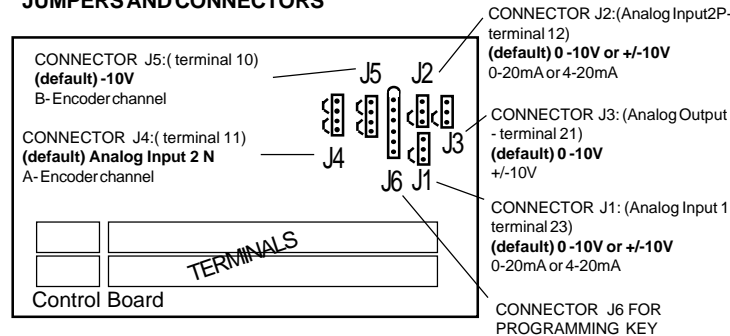 JUMPERS AND CONNECTORS
CONNECTOR J2:(Analog Input2P-
terminal 12)
(default) 0 -10V or +/-10V
0-20mA or 4-20mA
CONNECTOR J5:( terminal 10)
(default) -10V
B- Encoder channel
CONNECTOR J4:( terminal 11)
(default) Analog Input 2 N
A- Encoder channel
J5
J2
J4
J3
J6
J1
CONNECTOR J3: (Analog Output
- terminal 21)
(default) 0 -10V
+/-10V
CONNECTOR J1: (Analog Input 1
terminal 23)
(default) 0 -10V or +/-10V
0-20mA or 4-20mA
TERMINALS
Control Board
CONNECTOR J6 FOR
PROGRAMMING KEY